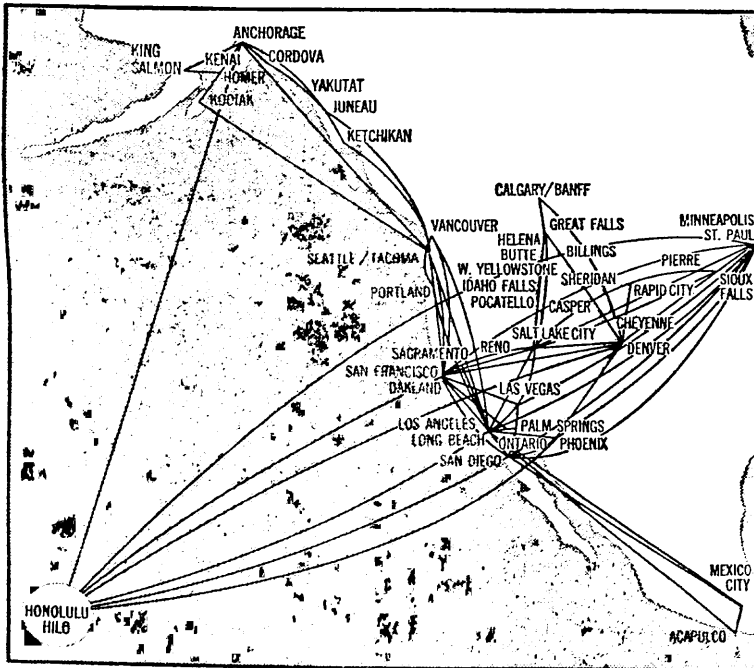 ANCHORAGE
KING
SALMON
KENAI
CORDOVA
HOMER
KODIAK
YAKUTAT
JUNEAU
KETCHIKAN
CALGARY/BANFF
VANCOUVER
GREAT FALLS
MINNEAPOLIS
ST. PAUL
HELENA
BUTTE
BILLINGS
SEATTLE/TACOMA
W. YELLOWSTONE
IDAHO FALLS
POCATELLO
SHERIDAN
PIERRE
SIOUX
FALLS
PORTLAND
CASPER
RAPID CITY
SALT LAKE CITY
CHEYENNE
SACRAMENTO
RENO
DENVER
SAN FRANCISCO
OAKLAND
LAS VEGAS
LOS ANGELES
LONG BEACH
PALM SPRINGS
ONTARIO
PHOENIX
SAN DIEGO
MEXICO
CITY
HONOLULU
HILO
ACAPULCO